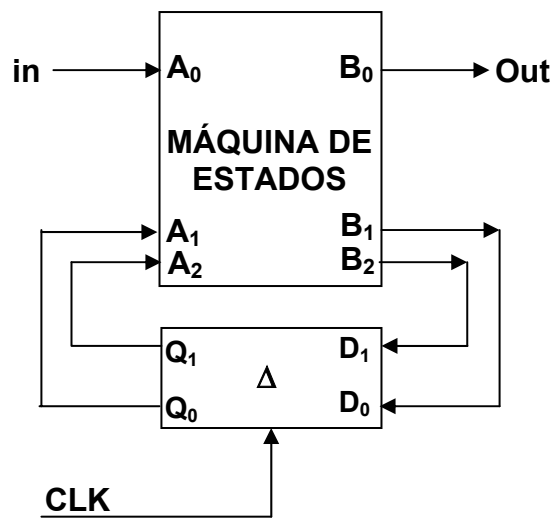 in A₀ B₀ Out
MÁQUINA DE
ESTADOS
A₁ B₁
A₂ B₂
Q₁ D₁
Δ
Q₀ D₀
CLK